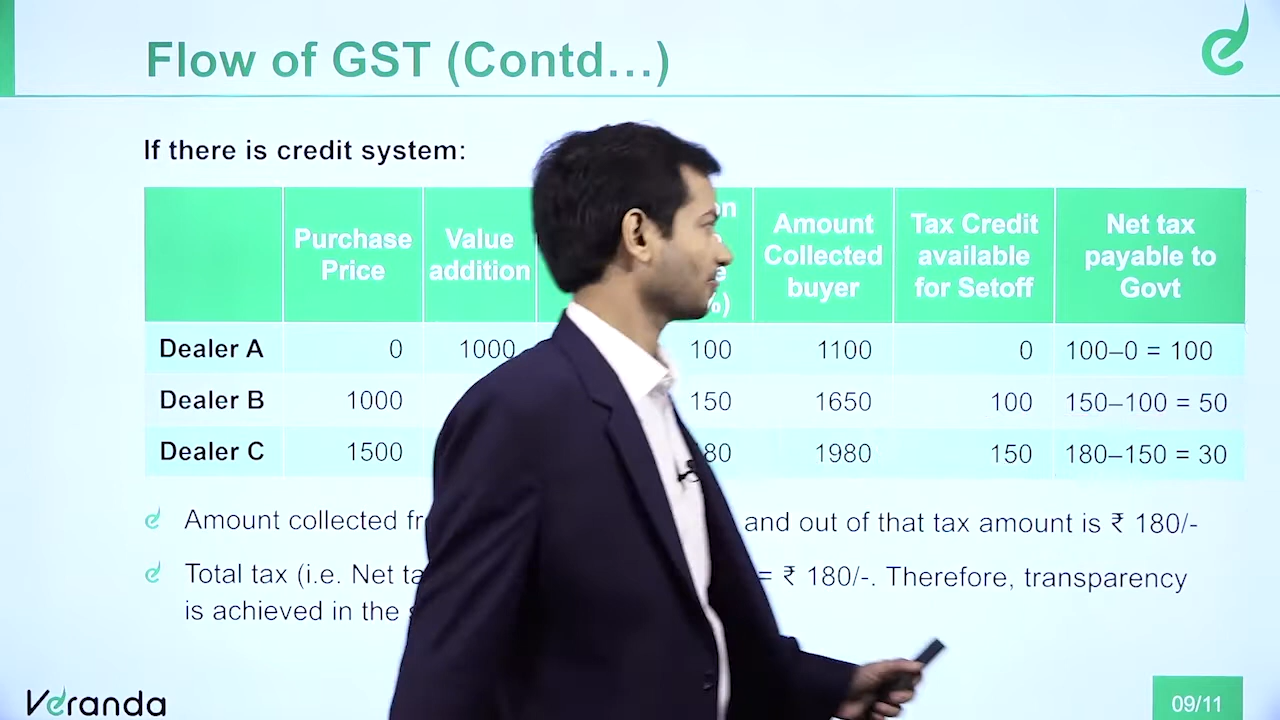 Flow of GST (Contd...)
If there is credit system:
Purchase Price
Value addition
%)
Amount Collected buyer
Tax Credit available for Setoff
Net tax payable to Govt
Dealer A 0 1000 100 1100 0 100–0 = 100
Dealer B 1000 150 1650 100 150–100 = 50
Dealer C 1500 80 1980 150 180–150 = 30
Amount collected and out of that tax amount is ₹ 180/-
Total tax (i.e. Net = ₹ 180/-. Therefore, transparency
is achieved in the
Veranda
09/11